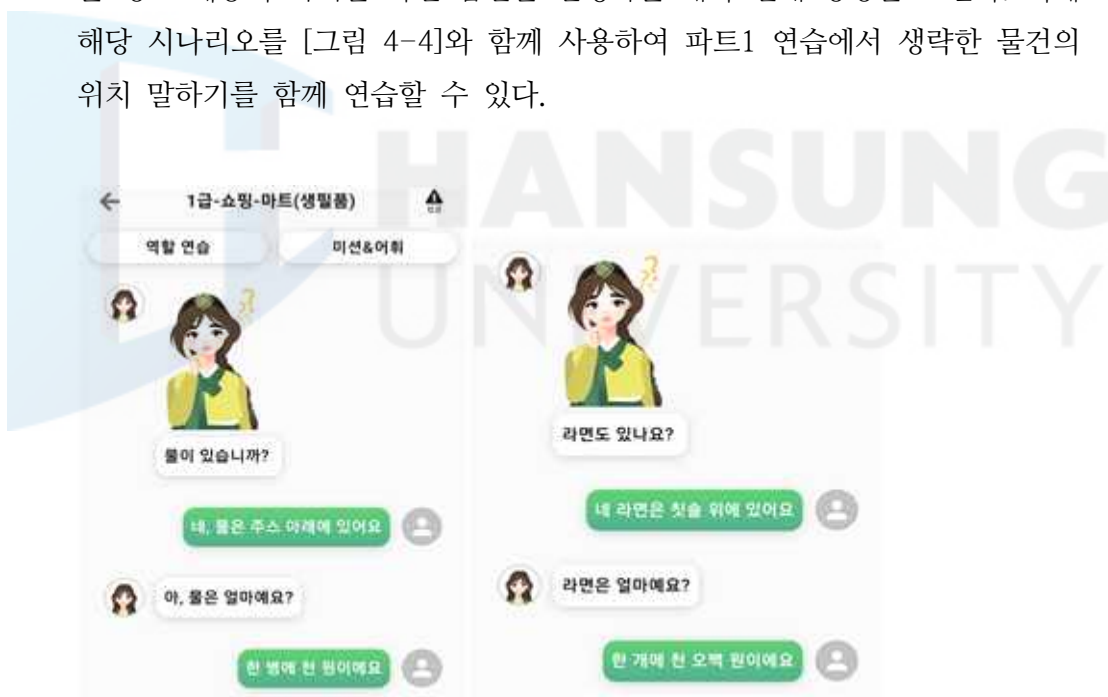 해당 시나리오를 [그림 4-4]와 함께 사용하여 파트1 연습에서 생략한 물건의
위치 말하기를 함께 연습할 수 있다.
HANSUNG
UNIVERSITY
1급-쇼핑-마트(생필품)
역할 연습
미션&어휘
물이 있습니까?
네, 물은 주스 아래에 있어요
아, 물은 얼마예요?
한 병에 천 원이에요
라면도 있나요?
네 라면은 칫솔 위에 있어요
라면은 얼마예요?
한 개에 천 오백 원이에요